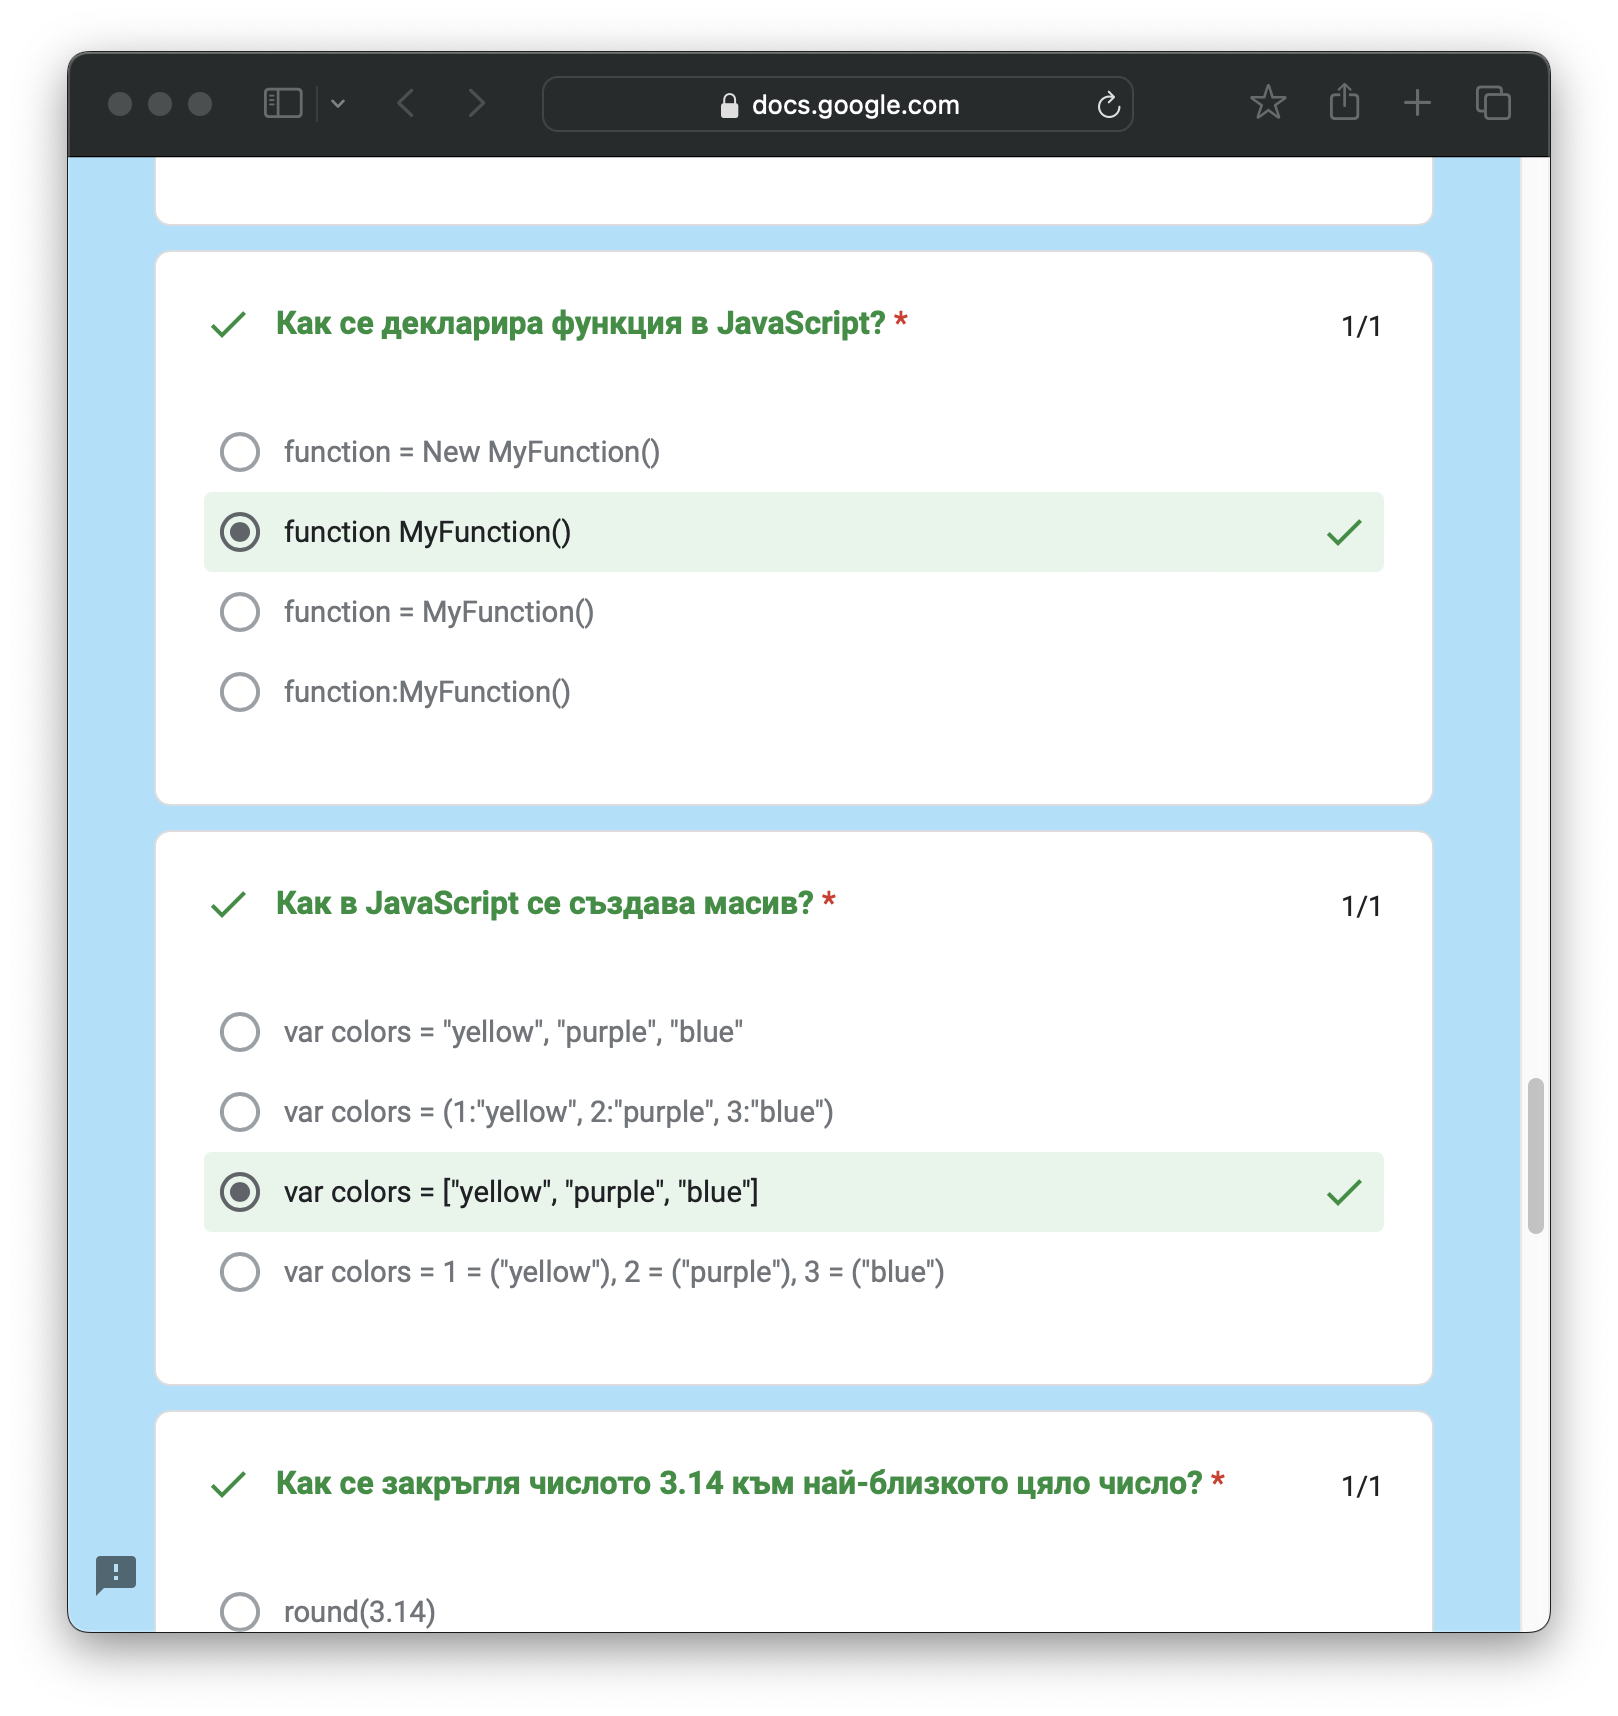 docs.google.com
Как се декларира функция в JavaScript? *
1/1
function = New MyFunction()
function MyFunction()
function = MyFunction()
function:MyFunction()
Как в JavaScript се създава масив? *
1/1
var colors = "yellow", "purple", "blue"
var colors = (1:"yellow", 2:"purple", 3:"blue")
var colors = ["yellow", "purple", "blue"]
var colors = 1 = ("yellow"), 2 = ("purple"), 3 = ("blue")
Как се закръгля числото 3.14 към най-близкото цяло число? *
1/1
round(3.14)